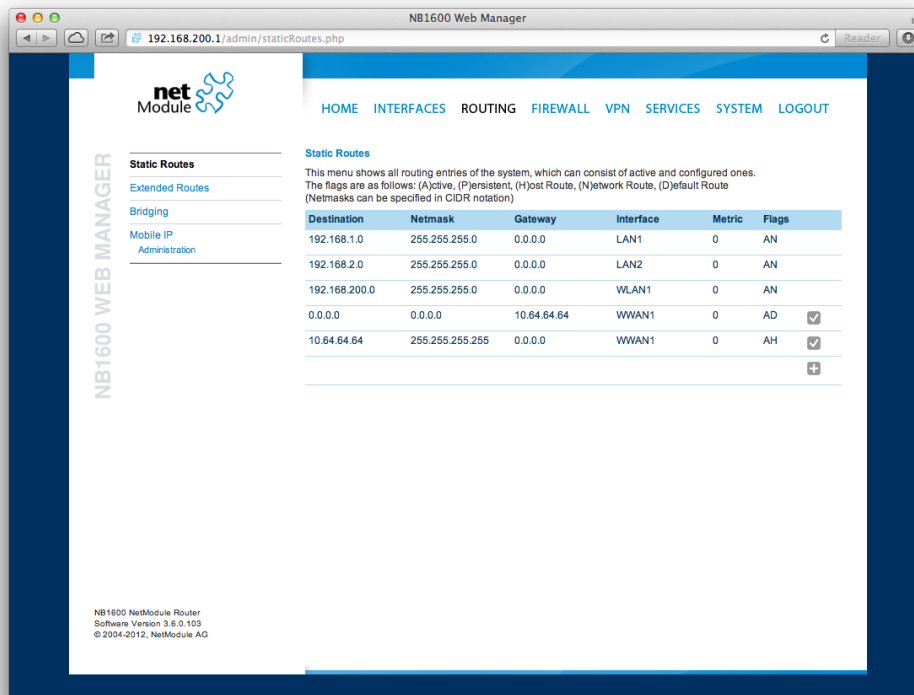 NB1600 Web Manager
192.168.200.1/admin/staticRoutes.php
Reader
net
Module
HOME INTERFACES ROUTING FIREWALL VPN SERVICES SYSTEM LOGOUT
NB1600 WEB MANAGER
Static Routes
Extended Routes
Bridging
Mobile IP
Administration
Static Routes
This menu shows all routing entries of the system, which can consist of active and configured ones.
The flags are as follows: (A)ctive, (P)ersistent, (H)ost Route, (N)etwork Route, (D)efault Route
(Netmasks can be specified in CIDR notation)
Destination Netmask Gateway Interface Metric Flags
192.168.1.0 255.255.255.0 0.0.0.0 LAN1 0 AN
192.168.2.0 255.255.255.0 0.0.0.0 LAN2 0 AN
192.168.200.0 255.255.255.0 0.0.0.0 WLAN1 0 AN
0.0.0.0 0.0.0.0 10.64.64.64 WWAN1 0 AD
10.64.64.64 255.255.255.255 0.0.0.0 WWAN1 0 AH
NB1600 NetModule Router
Software Version 3.6.0.103
© 2004-2012, NetModule AG